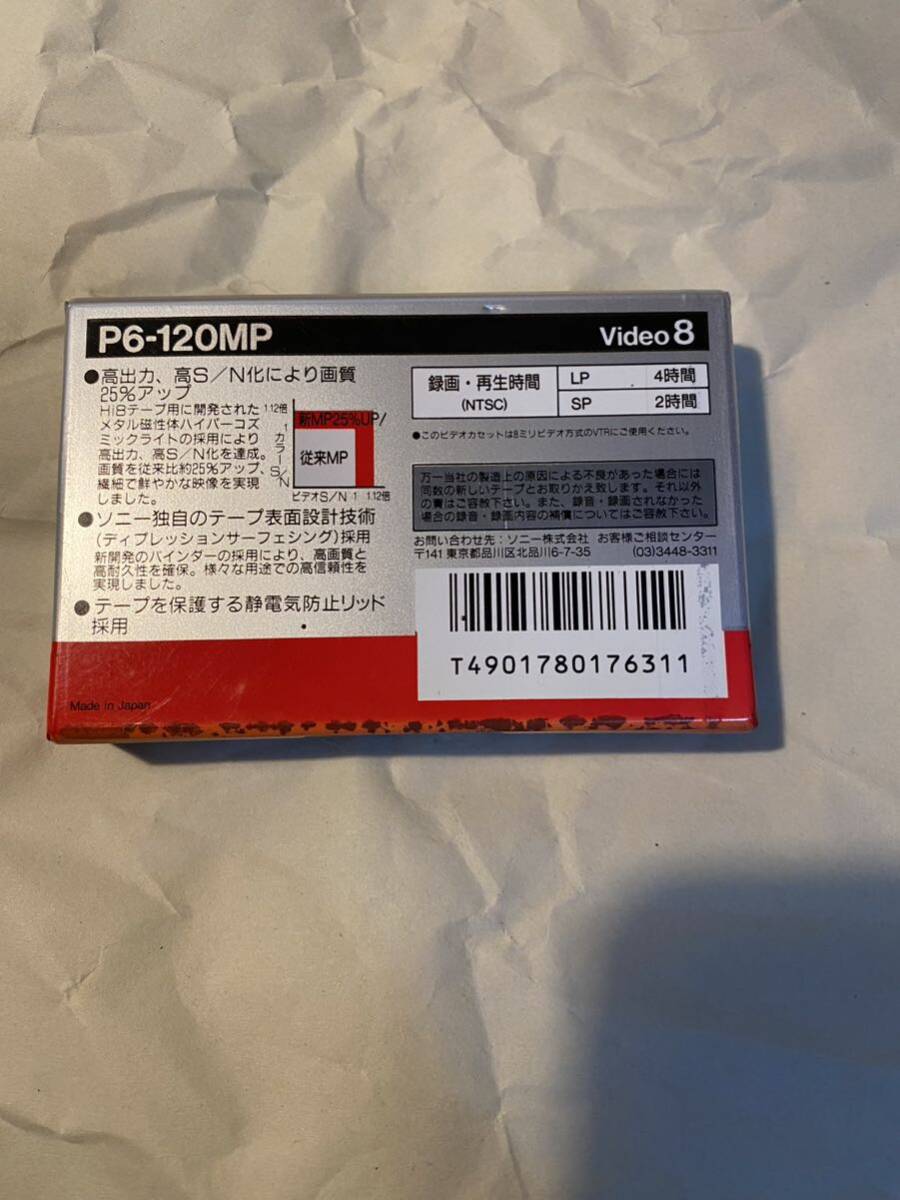 P6-120MP
Video 8
●高出力、高S／N化により画質
25％アップ
Hi8テープ用に開発された
メタル磁性体ハイパーコズ
ミックライトの採用により
高出力、高S／N化を達成。
画質を従来比約25％アップ、
繊細で鮮やかな映像を実現
しました。
1.12倍
1
カラーS／N
新MP25％UP/
従来MP
ビデオS／N 1 1.12倍
●ソニー独自のテープ表面設計技術
(ディプレッションサーフェシング)採用
新開発のバインダーの採用により、高画質と
高耐久性を確保。様々な用途での高信頼性を
実現しました。
●テープを保護する静電気防止リッド
採用
録画・再生時間
(NTSC)
LP 4時間
SP 2時間
●このビデオカセットは8ミリビデオ方式のVTRにご使用ください。
万一当社の製造上の原因による不良があった場合には
同数の新しいテープとお取りかえ致します。それ以外
の責はご容赦下さい。また、録音・録画されなかった
場合の録音・録画内容の補償についてはご容赦下さい。
お問い合わせ先：ソニー株式会社 お客様ご相談センター
〒141 東京都品川区北品川6-7-35 (03)3448-3311
T4901780176311
Made in Japan